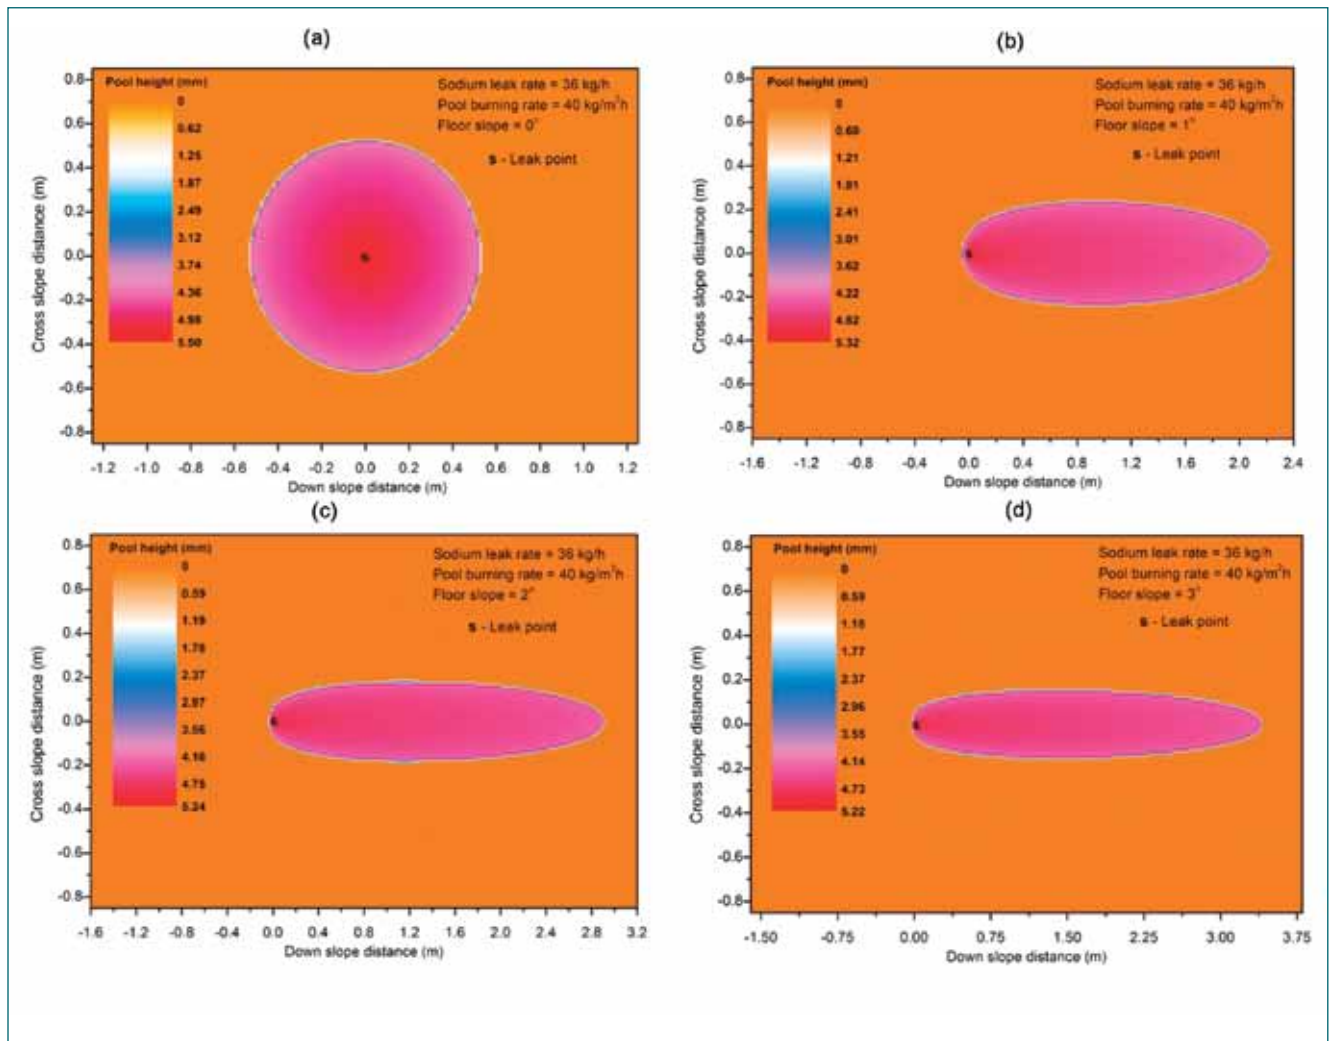 (a)
Pool height (mm)
0
0.62
1.25
1.87
2.49
3.12
3.74
4.36
4.98
5.50
Sodium leak rate = 36 kg/h
Pool burning rate = 40 kg/m²h
Floor slope = 0°
S - Leak point
S
Cross slope distance (m)
0.8
0.6
0.4
0.2
0.0
-0.2
-0.4
-0.6
-0.8
-1.2 -1.0 -0.8 -0.6 -0.4 -0.2 0.0 0.2 0.4 0.6 0.8 1.0 1.2
Down slope distance (m)
(b)
Pool height (mm)
0
0.60
1.21
1.81
2.41
3.01
3.62
4.22
4.82
5.32
Sodium leak rate = 36 kg/h
Pool burning rate = 40 kg/m²h
Floor slope = 1°
S - Leak point
S
Cross slope distance (m)
0.8
0.6
0.4
0.2
0.0
-0.2
-0.4
-0.6
-0.8
-1.6 -1.2 -0.8 -0.4 0.0 0.4 0.8 1.2 1.6 2.0 2.4
Down slope distance (m)
(c)
Pool height (mm)
0
0.59
1.19
1.78
2.37
2.97
3.56
4.16
4.75
5.24
Sodium leak rate = 36 kg/h
Pool burning rate = 40 kg/m²h
Floor slope = 2°
S - Leak point
S
Cross slope distance (m)
0.8
0.6
0.4
0.2
0.0
-0.2
-0.4
-0.6
-0.8
-1.6 -1.2 -0.8 -0.4 0.0 0.4 0.8 1.2 1.6 2.0 2.4 2.8 3.2
Down slope distance (m)
(d)
Pool height (mm)
0
0.59
1.18
1.77
2.37
2.96
3.55
4.14
4.73
5.22
Sodium leak rate = 36 kg/h
Pool burning rate = 40 kg/m²h
Floor slope = 3°
S - Leak point
S
Cross slope distance (m)
0.8
0.6
0.4
0.2
0.0
-0.2
-0.4
-0.6
-0.8
-1.50 -0.75 0.00 0.75 1.50 2.25 3.00 3.75
Down slope distance (m)